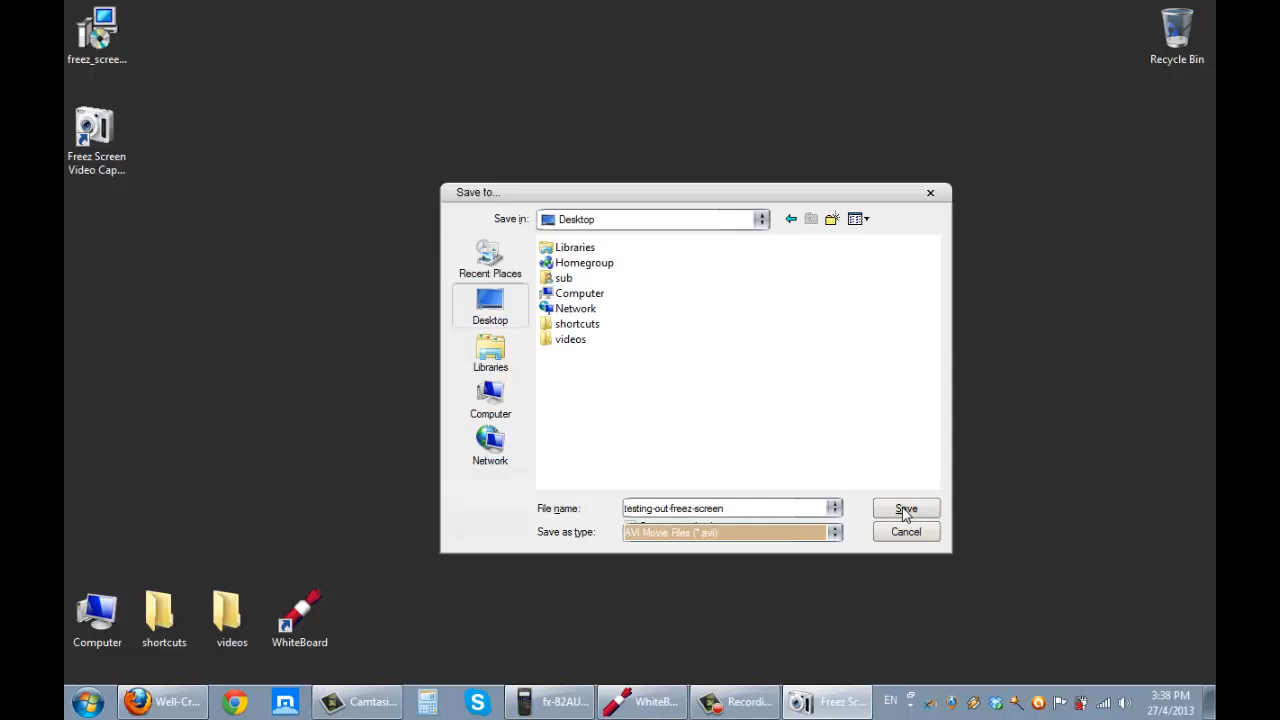 freez_scree...
Recycle Bin
Freez Screen
Video Cap...
Save to...
Save in:
Desktop
Recent Places
Desktop
Libraries
Computer
Network
Libraries
Homegroup
sub
Computer
Network
shortcuts
videos
File name:
testing-out-freez-screen
Save
Save as type:
AVI Movie Files (*.avi)
Cancel
Computer
shortcuts
videos
WhiteBoard
Well-Cr...
Camtasi...
fx-82AU...
WhiteB...
Recordi...
Freez Sc...
EN
3:38 PM
27/4/2013